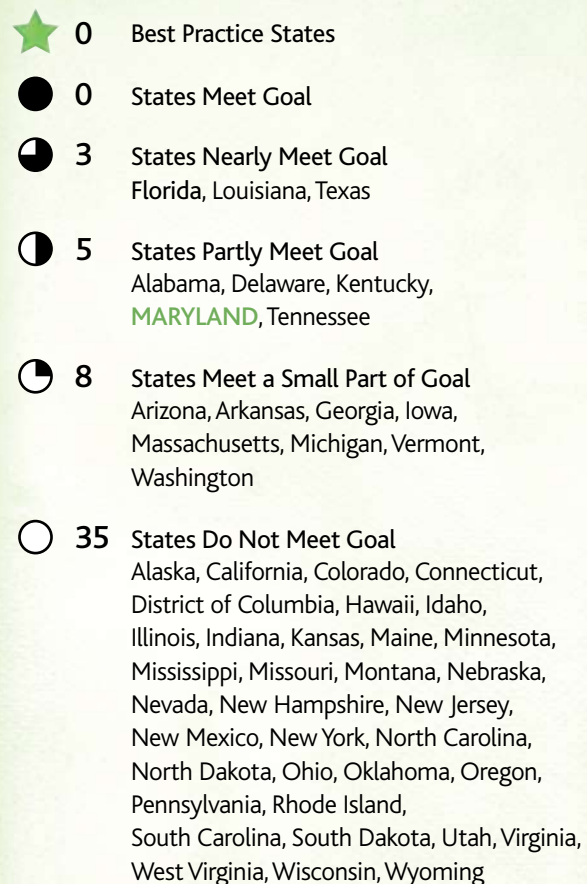 0 Best Practice States
0 States Meet Goal
3 States Nearly Meet Goal
Florida, Louisiana, Texas
5 States Partly Meet Goal
Alabama, Delaware, Kentucky,
MARYLAND, Tennessee
8 States Meet a Small Part of Goal
Arizona, Arkansas, Georgia, Iowa,
Massachusetts, Michigan, Vermont,
Washington
35 States Do Not Meet Goal
Alaska, California, Colorado, Connecticut,
District of Columbia, Hawaii, Idaho,
Illinois, Indiana, Kansas, Maine, Minnesota,
Mississippi, Missouri, Montana, Nebraska,
Nevada, New Hampshire, New Jersey,
New Mexico, New York, North Carolina,
North Dakota, Ohio, Oklahoma, Oregon,
Pennsylvania, Rhode Island,
South Carolina, South Dakota, Utah, Virginia,
West Virginia, Wisconsin, Wyoming